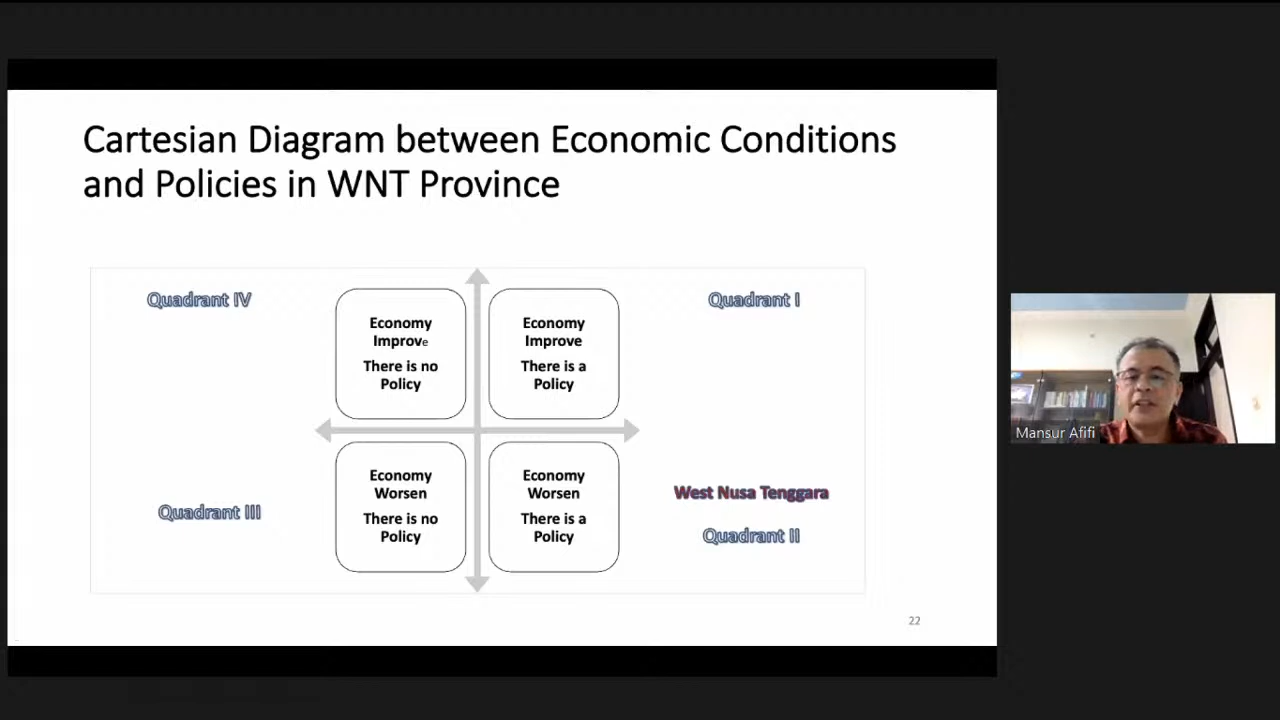 Cartesian Diagram between Economic Conditions
and Policies in WNT Province
Quadrant IV
Economy
Improve
There is no
Policy
Economy
Improve
There is a
Policy
Quadrant I
Quadrant III
Economy
Worsen
There is no
Policy
Economy
Worsen
There is a
Policy
West Nusa Tenggara
Quadrant II
22
Mansur Afifi